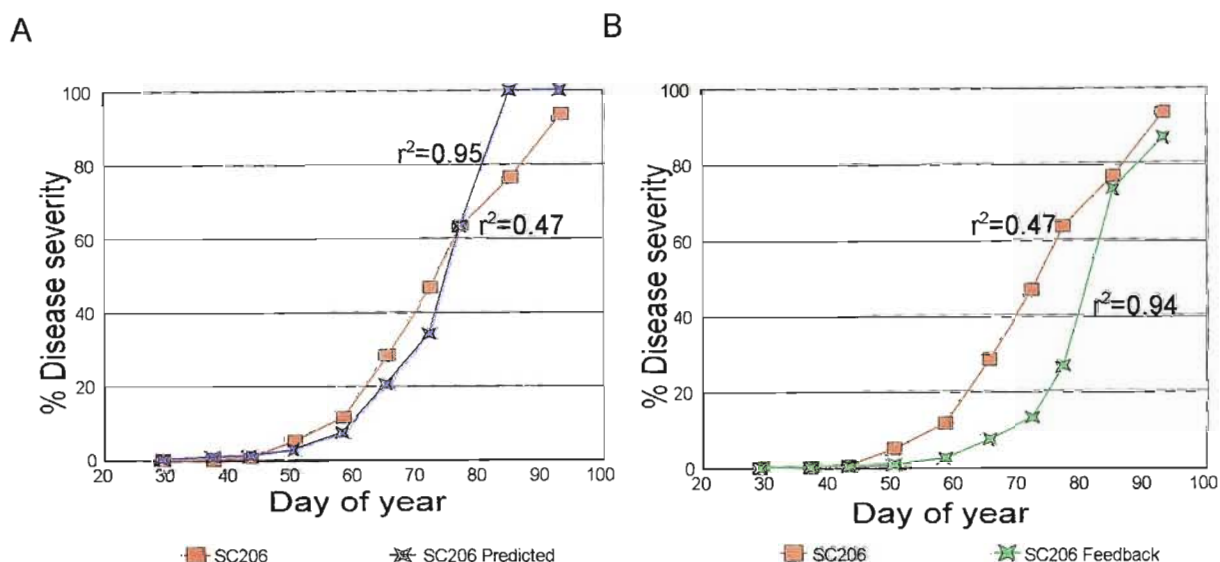 A
B
100
80
60
40
20
0
% Disease severity
r²=0.95
r²=0.47
20 30 40 50 60 70 80 90 100
Day of year
SC206 SC206 Predicted
100
80
60
40
20
0
% Disease severity
r²=0.47
r²=0.94
20 30 40 50 60 70 80 90 100
Day of year
SC206 SC206 Feedback